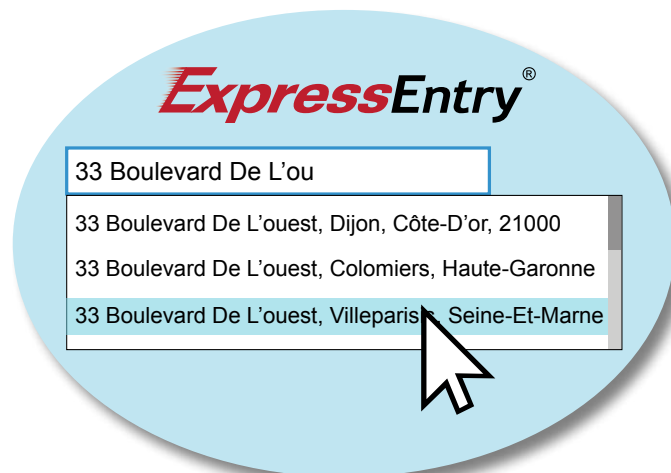 ExpressEntry®
33 Boulevard De L’ou
33 Boulevard De L’ouest, Dijon, Côte-D’or, 21000
33 Boulevard De L’ouest, Colomiers, Haute-Garonne
33 Boulevard De L’ouest, Villeparisis, Seine-Et-Marne